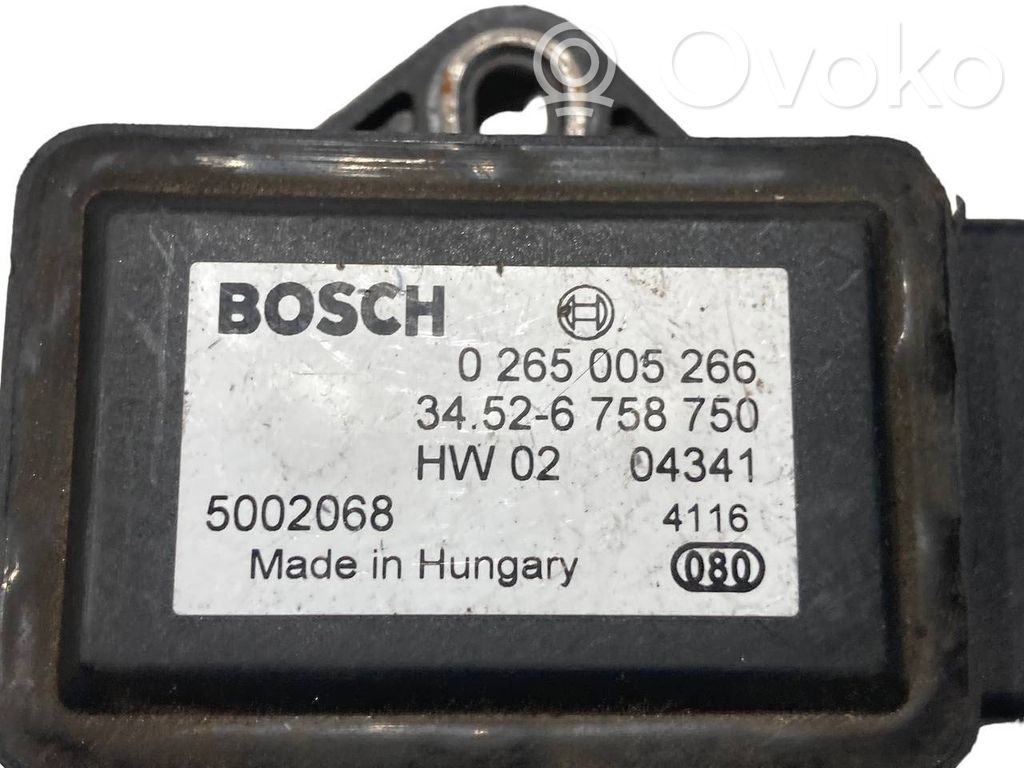 Ovoko
BOSCH
0 265 005 266
34.52-6 758 750
HW 02 04341
5002068 4116
Made in Hungary 080